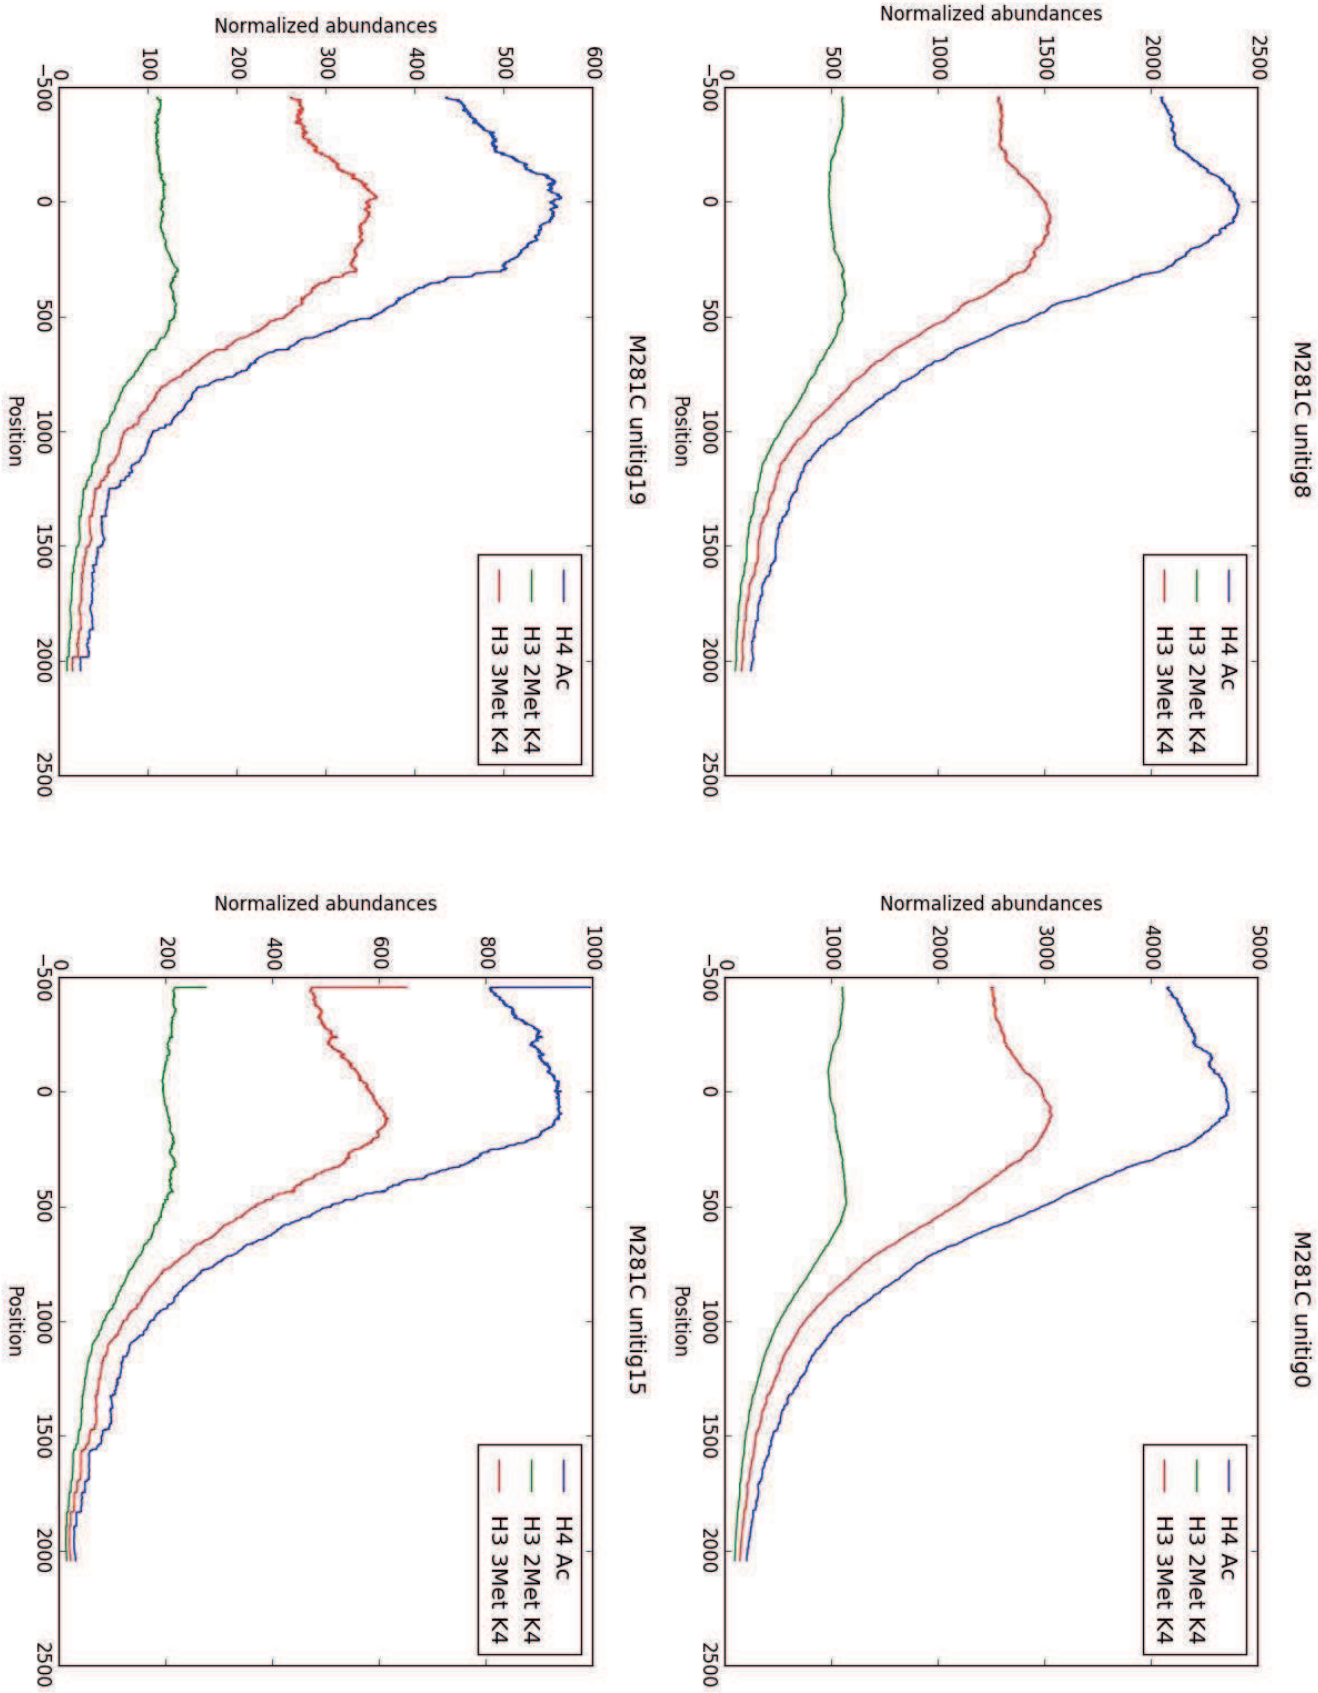 M281C unitig8
Normalized abundances
2500
2000
1500
1000
500
0
−500
0
500
1000
1500
2000
2500
Position
H4 Ac
H3 2Met K4
H3 3Met K4
M281C unitig0
Normalized abundances
5000
4000
3000
2000
1000
0
−500
0
500
1000
1500
2000
2500
Position
H4 Ac
H3 2Met K4
H3 3Met K4
M281C unitig19
Normalized abundances
600
500
400
300
200
100
0
−500
0
500
1000
1500
2000
2500
Position
H4 Ac
H3 2Met K4
H3 3Met K4
M281C unitig15
Normalized abundances
1000
800
600
400
200
0
−500
0
500
1000
1500
2000
2500
Position
H4 Ac
H3 2Met K4
H3 3Met K4